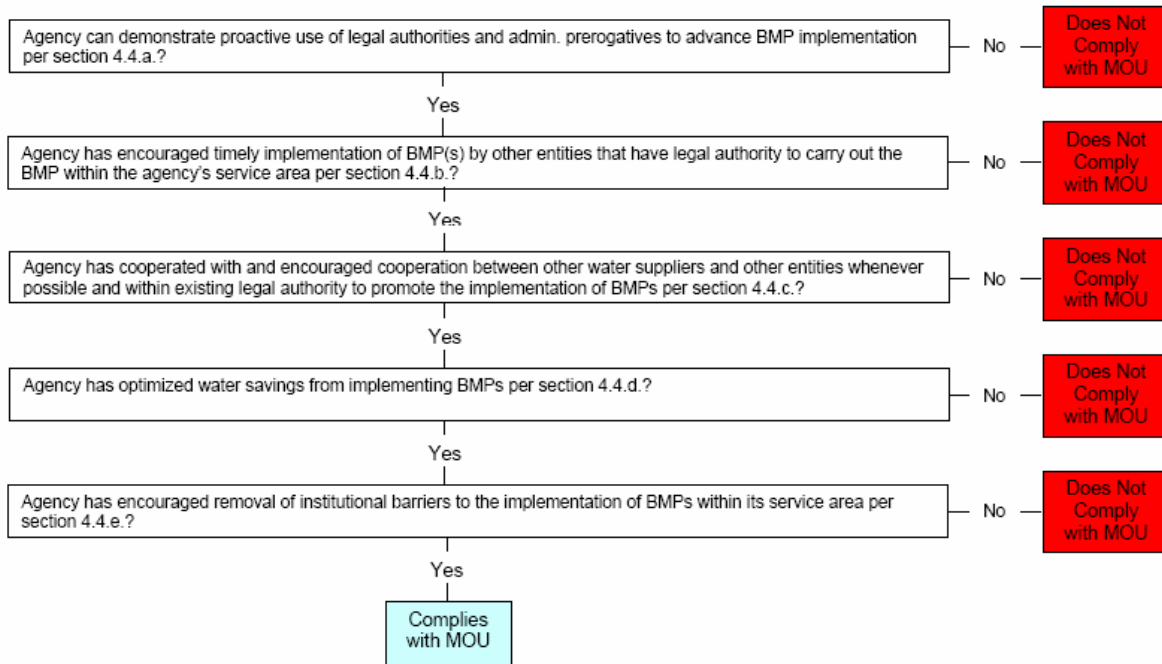 Agency can demonstrate proactive use of legal authorities and admin. prerogatives to advance BMP implementation
per section 4.4.a.?
No
Does Not
Comply
with MOU
Yes
Agency has encouraged timely implementation of BMP(s) by other entities that have legal authority to carry out the
BMP within the agency's service area per section 4.4.b.?
No
Does Not
Comply
with MOU
Yes
Agency has cooperated with and encouraged cooperation between other water suppliers and other entities whenever
possible and within existing legal authority to promote the implementation of BMPs per section 4.4.c.?
No
Does Not
Comply
with MOU
Yes
Agency has optimized water savings from implementing BMPs per section 4.4.d.?
No
Does Not
Comply
with MOU
Yes
Agency has encouraged removal of institutional barriers to the implementation of BMPs within its service area per
section 4.4.e.?
No
Does Not
Comply
with MOU
Yes
Complies
with MOU